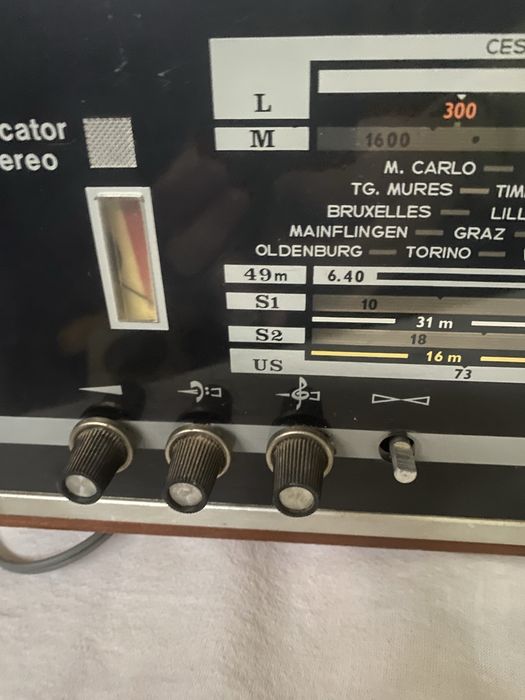 CES
L
300
cator
ereo
M
1600
M. CARLO
TG. MURES TIM
BRUXELLES LILL
MAINFLINGEN GRAZ
OLDENBURG TORINO
49m 6.40
S1 10
31 m
S2 18
16 m
US 73